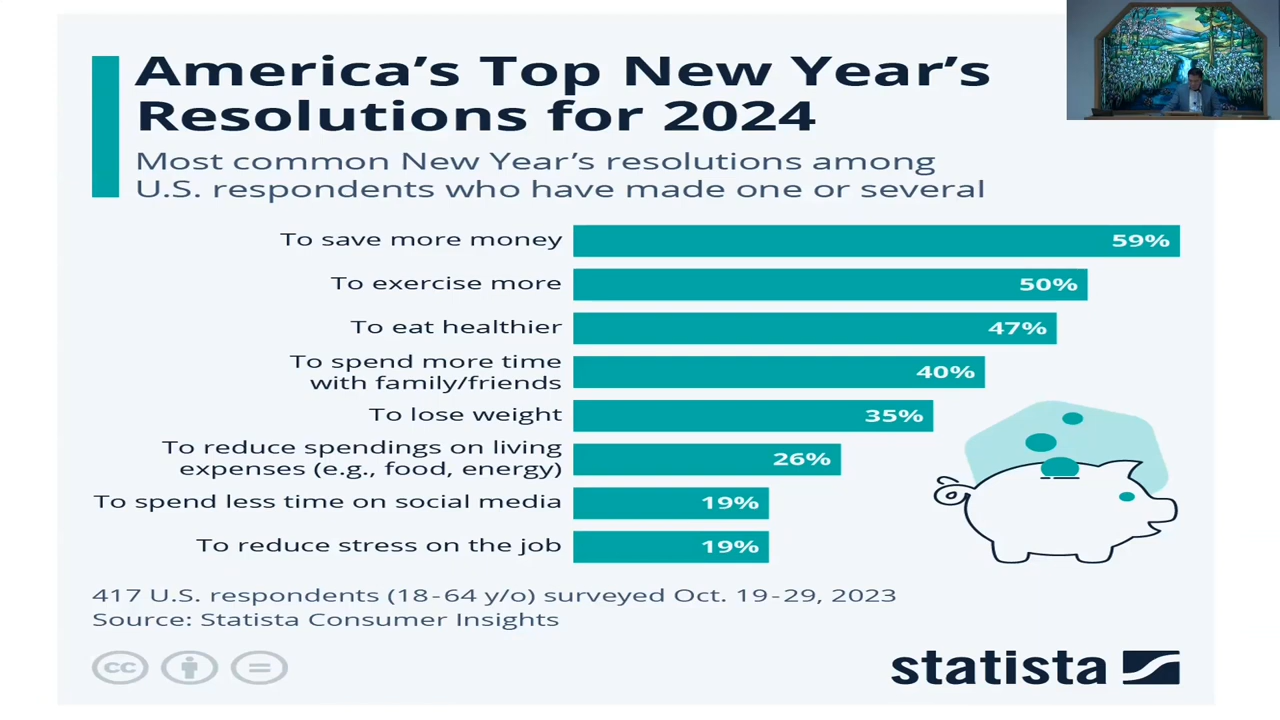 America's Top New Year's
Resolutions for 2024
Most common New Year's resolutions among
U.S. respondents who have made one or several
To save more money 59%
To exercise more 50%
To eat healthier 47%
To spend more time
with family/friends 40%
To lose weight 35%
To reduce spendings on living
expenses (e.g., food, energy) 26%
To spend less time on social media 19%
To reduce stress on the job 19%
417 U.S. respondents (18-64 y/o) surveyed Oct. 19-29, 2023
Source: Statista Consumer Insights
cc
statista